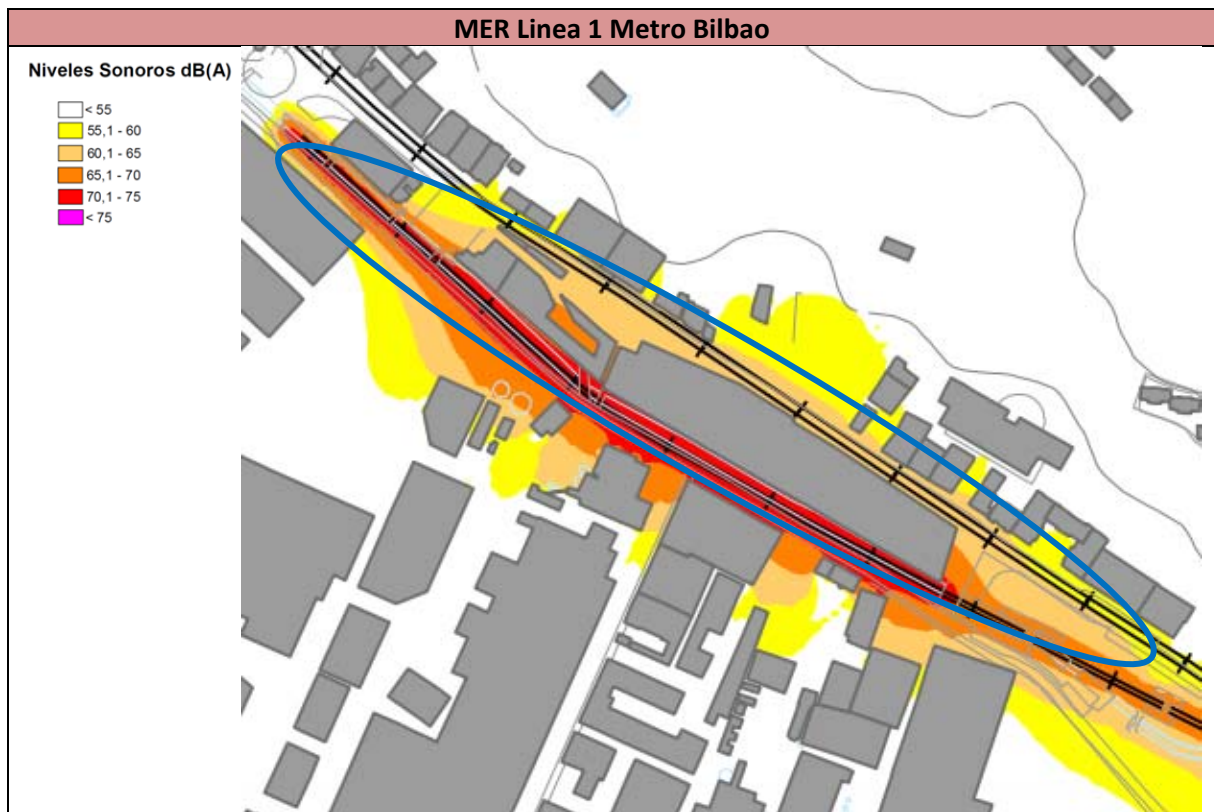 MER Linea 1 Metro Bilbao
Niveles Sonoros dB(A)
< 55
55,1 - 60
60,1 - 65
65,1 - 70
70,1 - 75
< 75